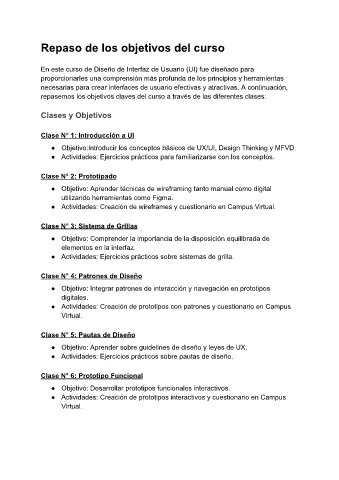 Repaso de los objetivos del curso
En este curso de Diseño de Interfaz de Usuario (UI) fue diseñado para
proporcionarles una comprensión más profunda de los principios y herramientas
necesarias para crear interfaces de usuario efectivas y atractivas. A continuación,
repasemos los objetivos claves del curso a través de las diferentes clases:
Clases y Objetivos
Clase N° 1: Introducción a UI
● Objetivo:Introducir los conceptos básicos de UX/UI, Design Thinking y MFVD.
● Actividades: Ejercicios prácticos para familiarizarse con los conceptos.
Clase N° 2: Prototipado
● Objetivo: Aprender técnicas de wireframing tanto manual como digital
utilizando herramientas como Figma.
● Actividades: Creación de wireframes y cuestionario en Campus Virtual.
Clase N° 3: Sistema de Grillas
● Objetivo: Comprender la importancia de la disposición equilibrada de
elementos en la interfaz.
● Actividades: Ejercicios prácticos sobre sistemas de grilla.
Clase N° 4: Patrones de Diseño
● Objetivo: Integrar patrones de interacción y navegación en prototipos
digitales.
● Actividades: Creación de prototipos con patrones y cuestionario en Campus
Virtual.
Clase N° 5: Pautas de Diseño
● Objetivo: Aprender sobre guidelines de diseño y leyes de UX.
● Actividades: Ejercicios prácticos sobre pautas de diseño.
Clase N° 6: Prototipo Funcional
● Objetivo: Desarrollar prototipos funcionales interactivos.
● Actividades: Creación de prototipos interactivos y cuestionario en Campus
Virtual.